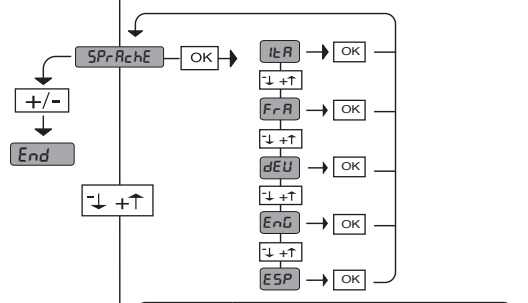 SPrAchE
OK
ItA
OK
-↓ +↑
+/-
FrA
OK
-↓ +↑
End
dEU
OK
-↓ +↑
-↓ +↑
EnG
OK
-↓ +↑
ESP
OK